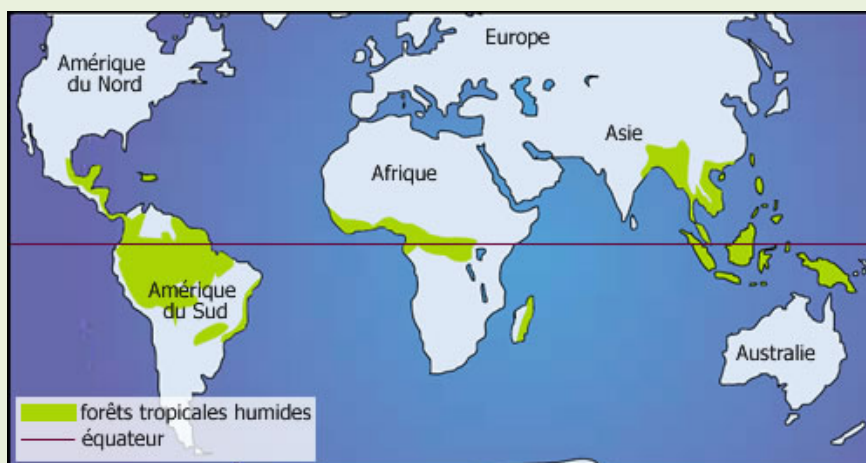 Europe
Amérique
du Nord
Asie
Afrique
Amérique
du Sud
Australie
forêts tropicales humides
équateur